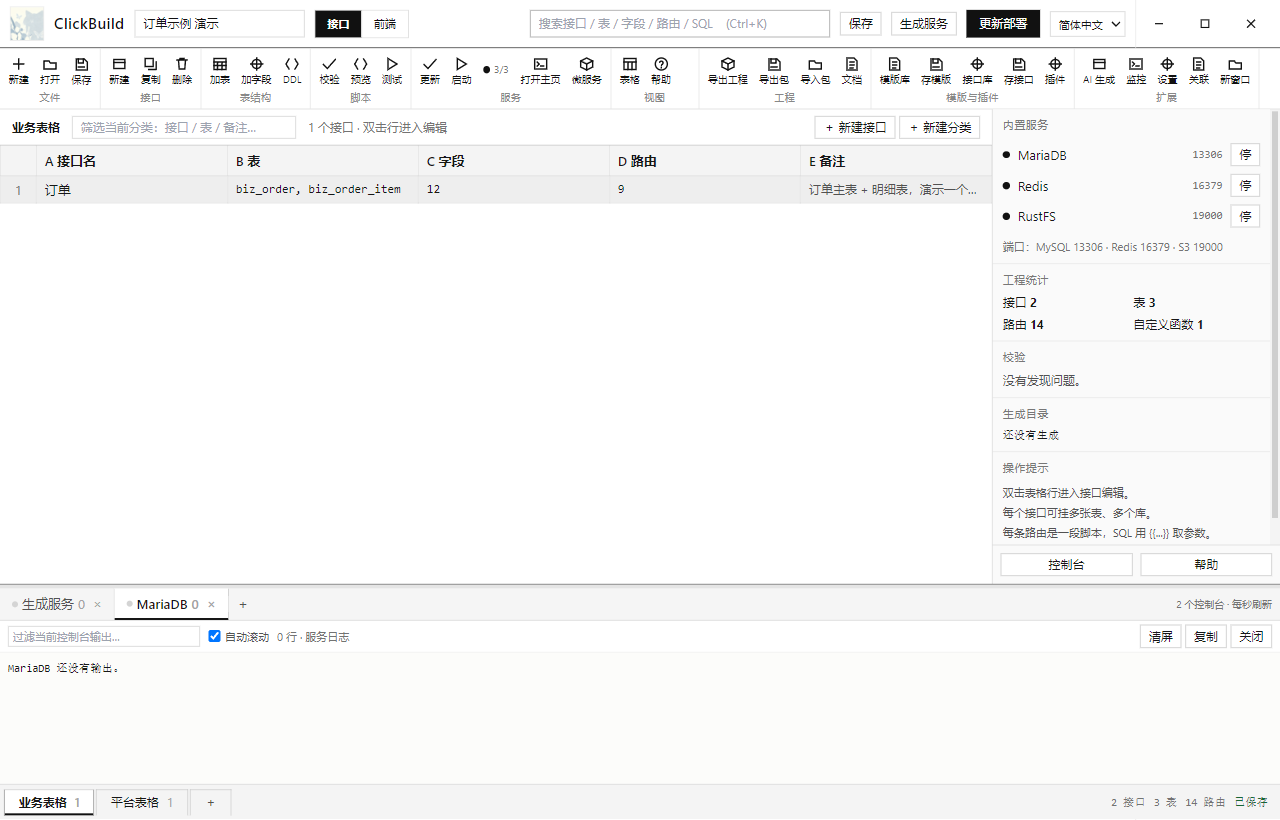 ClickBuild 订单示例 演示 接口 前端 搜索接口 / 表 / 字段 / 路由 / SQL (Ctrl+K) 保存 生成服务 更新部署 简体中文
新建 打开 保存 新建 复制 删除 加表 加字段 DDL 校验 预览 测试 更新 启动 3/3 打开主页 微服务 表格 帮助 导出工程 导出包 导入包 文档 模版库 存模版 接口库 存接口 插件 AI 生成 监控 设置 关联 新窗口
文件 接口 表结构 脚本 服务 视图 工程 模版与插件 扩展
业务表格 筛选当前分类：接口 / 表 / 备注... 1 个接口 · 双击行进入编辑 + 新建接口 + 新建分类
A 接口名 B 表 C 字段 D 路由 E 备注
1 订单 biz_order, biz_order_item 12 9 订单主表 + 明细表，演示一个...
内置服务
MariaDB 13306 停
Redis 16379 停
RustFS 19000 停
端口：MySQL 13306 · Redis 16379 · S3 19000
工程统计
接口 2 表 3
路由 14 自定义函数 1
校验
没有发现问题。
生成目录
还没有生成
操作提示
双击表格行进入接口编辑。
每个接口可挂多张表、多个库。
每条路由是一段脚本，SQL 用 {{...}} 取参数。
控制台 帮助
生成服务 0 × MariaDB 0 × + 2 个控制台 · 每秒刷新
过滤当前控制台输出... 自动滚动 0 行 · 服务日志 清屏 复制 关闭
MariaDB 还没有输出。
业务表格 1 平台表格 1 + 2 接口 3 表 14 路由 已保存